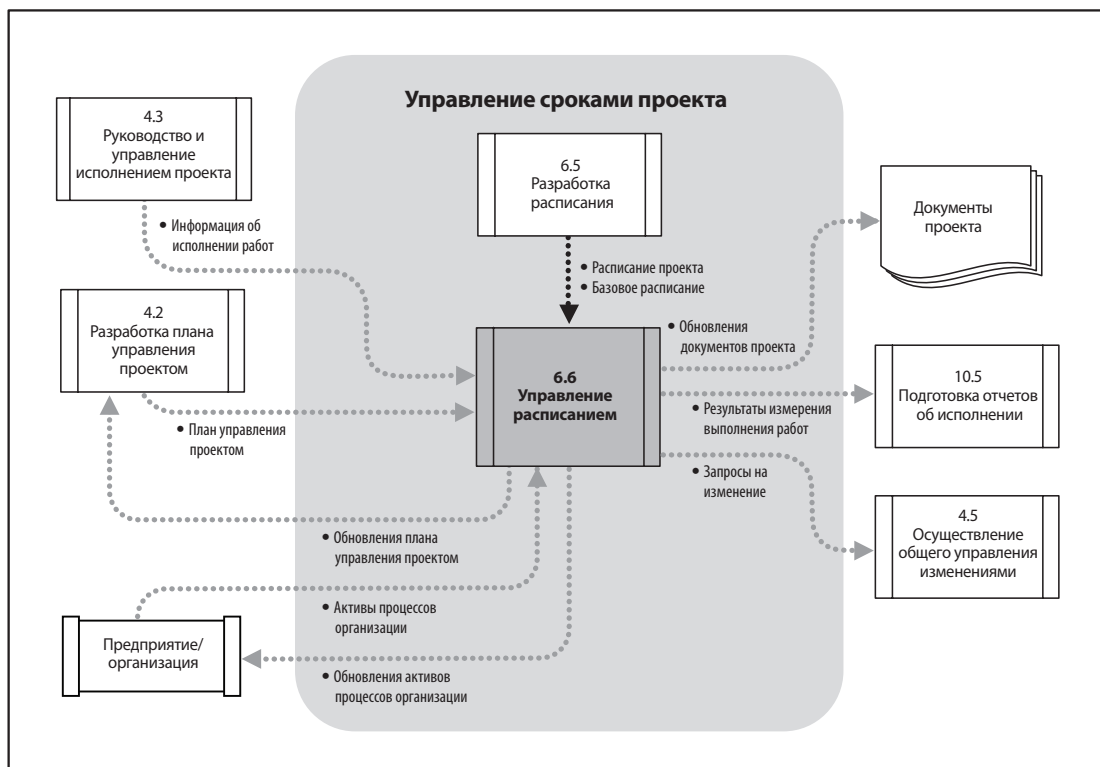 Управление сроками проекта
4.3
Руководство и
управление
исполнением проекта
6.5
Разработка
расписания
Документы
проекта
• Информация об
исполнении работ
• Расписание проекта
• Базовое расписание
4.2
Разработка плана
управления
проектом
• Обновления
документов проекта
6.6
Управление
расписанием
10.5
Подготовка отчетов
об исполнении
• План управления
проектом
• Результаты измерения
выполнения работ
• Запросы на
изменение
4.5
Осуществление
общего управления
изменениями
• Обновления плана
управления проектом
• Активы процессов
организации
Предприятие/
организация
• Обновления активов
процессов организации